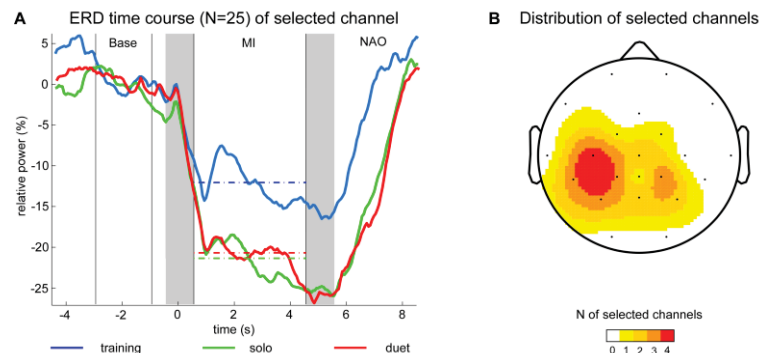 A ERD time course (N=25) of selected channel
Base MI NAO
5
0
-5
-10
-15
-20
-25
relative power (%)
-4 -2 0 2 4 6 8
time (s)
training solo duet
B Distribution of selected channels
N of selected channels
0 1 2 3 4